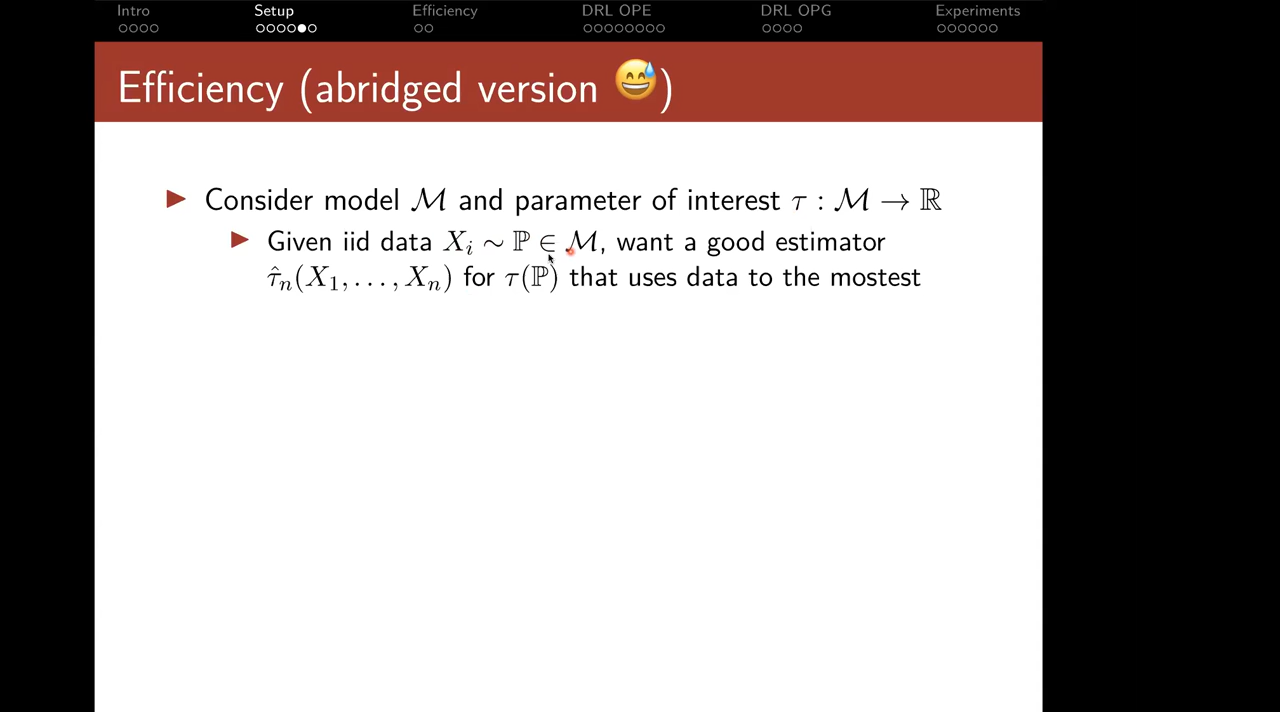 Intro Setup Efficiency DRL OPE DRL OPG Experiments
Efficiency (abridged version 😅)
▶ Consider model ℳ and parameter of interest τ : ℳ → ℝ
▶ Given iid data Xᵢ ∼ ℙ ∈ ℳ, want a good estimator
τ̂ₙ(X₁, …, Xₙ) for τ(ℙ) that uses data to the mostest